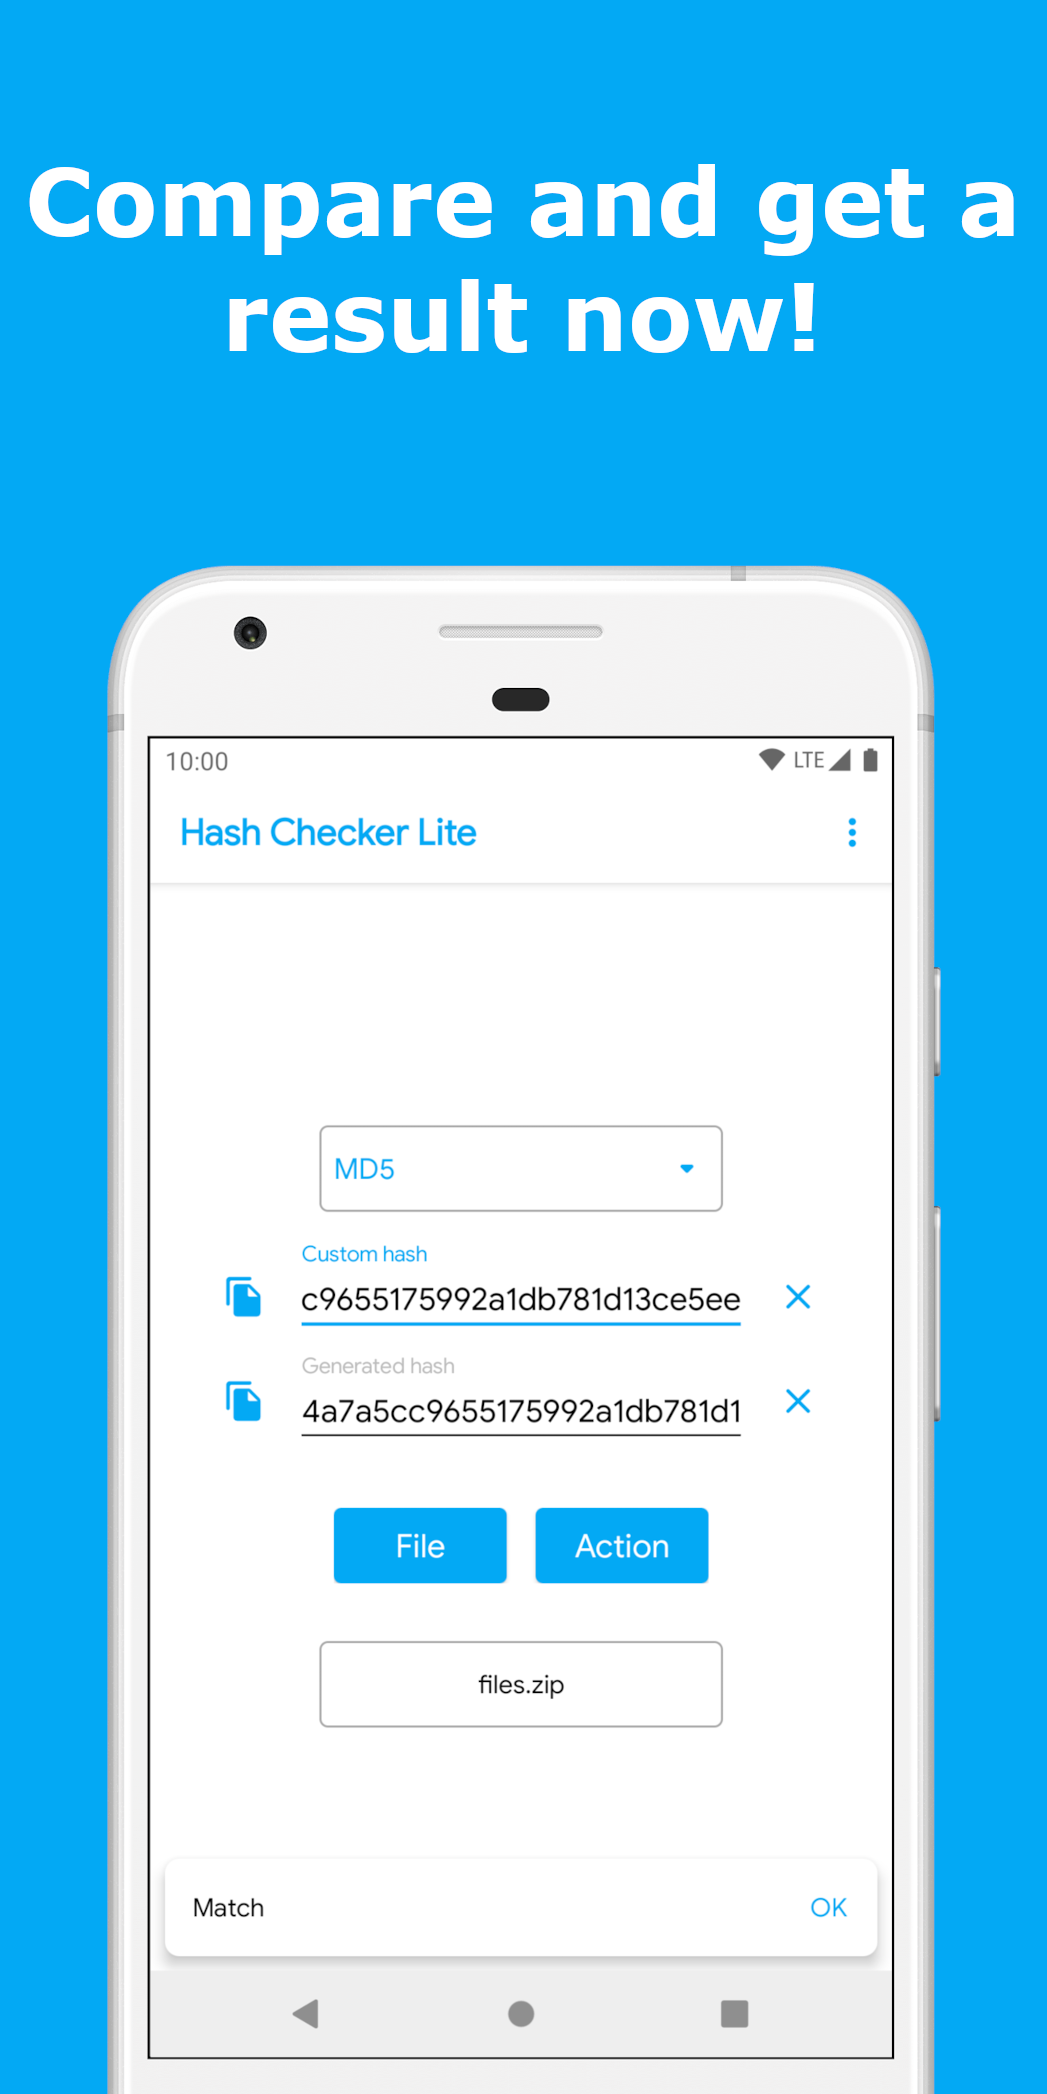 Compare and get a
result now!
10:00 LTE
Hash Checker Lite
MD5
Custom hash
c9655175992a1db781d13ce5ee
Generated hash
4a7a5cc9655175992a1db781d1
File Action
files.zip
Match OK